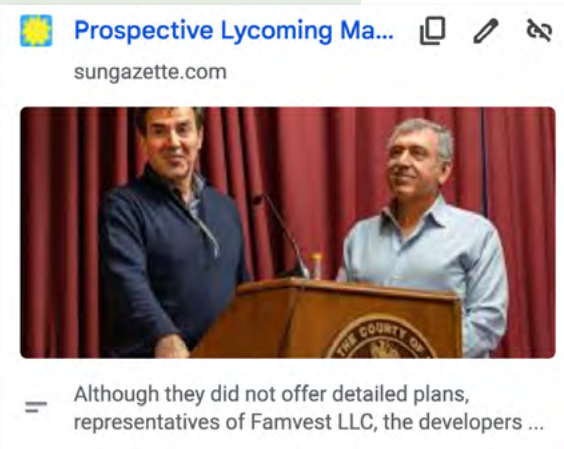 Prospective Lycoming Ma...
sungazette.com
THE COUNTY OF
Although they did not offer detailed plans,
representatives of Famvest LLC, the developers ...